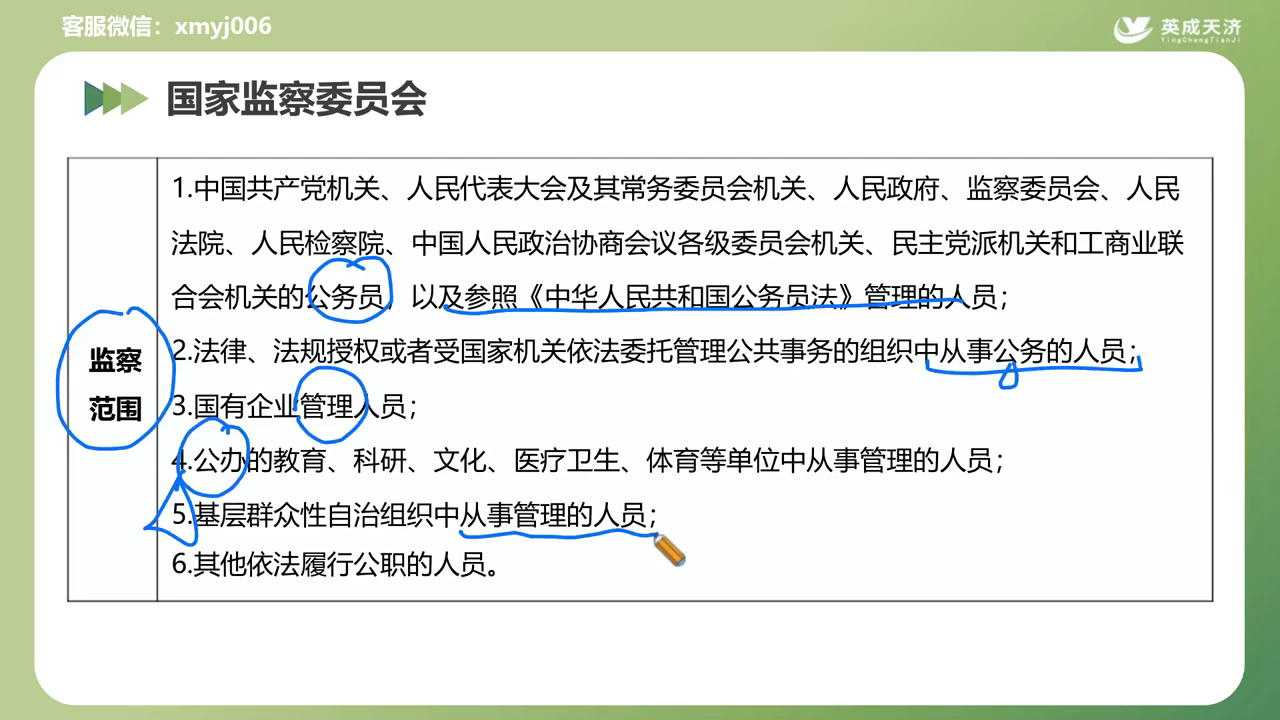 客服微信：xmyj006
英成天济
YingChengTianJi
国家监察委员会
监察
范围
1.中国共产党机关、人民代表大会及其常务委员会机关、人民政府、监察委员会、人民
法院、人民检察院、中国人民政治协商会议各级委员会机关、民主党派机关和工商业联
合会机关的公务员，以及参照《中华人民共和国公务员法》管理的人员；
2.法律、法规授权或者受国家机关依法委托管理公共事务的组织中从事公务的人员；
3.国有企业管理人员；
4.公办的教育、科研、文化、医疗卫生、体育等单位中从事管理的人员；
5.基层群众性自治组织中从事管理的人员；
6.其他依法履行公职的人员。